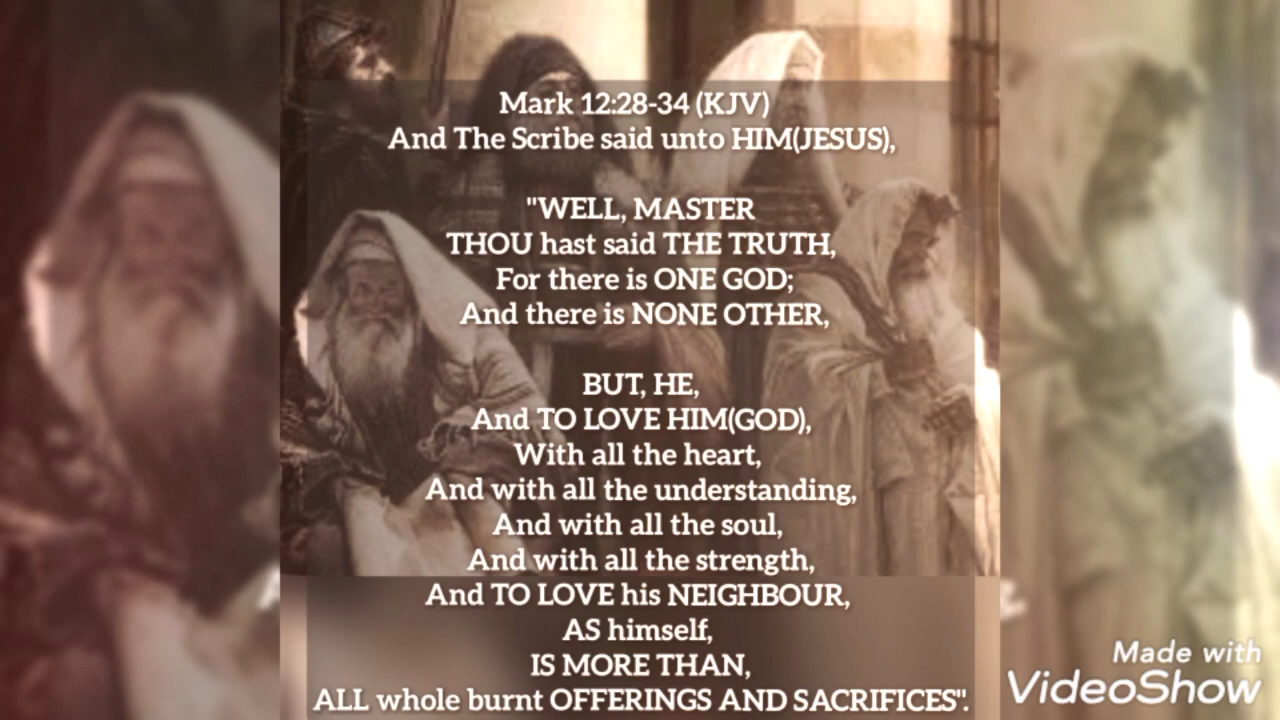 Mark 12:28-34 (KJV)
And The Scribe said unto HIM(JESUS),
"WELL, MASTER
THOU hast said THE TRUTH,
For there is ONE GOD;
And there is NONE OTHER,
BUT, HE,
And TO LOVE HIM(GOD),
With all the heart,
And with all the understanding,
And with all the soul,
And with all the strength,
And TO LOVE his NEIGHBOUR,
AS himself,
IS MORE THAN,
ALL whole burnt OFFERINGS AND SACRIFICES".
Made with
VideoShow